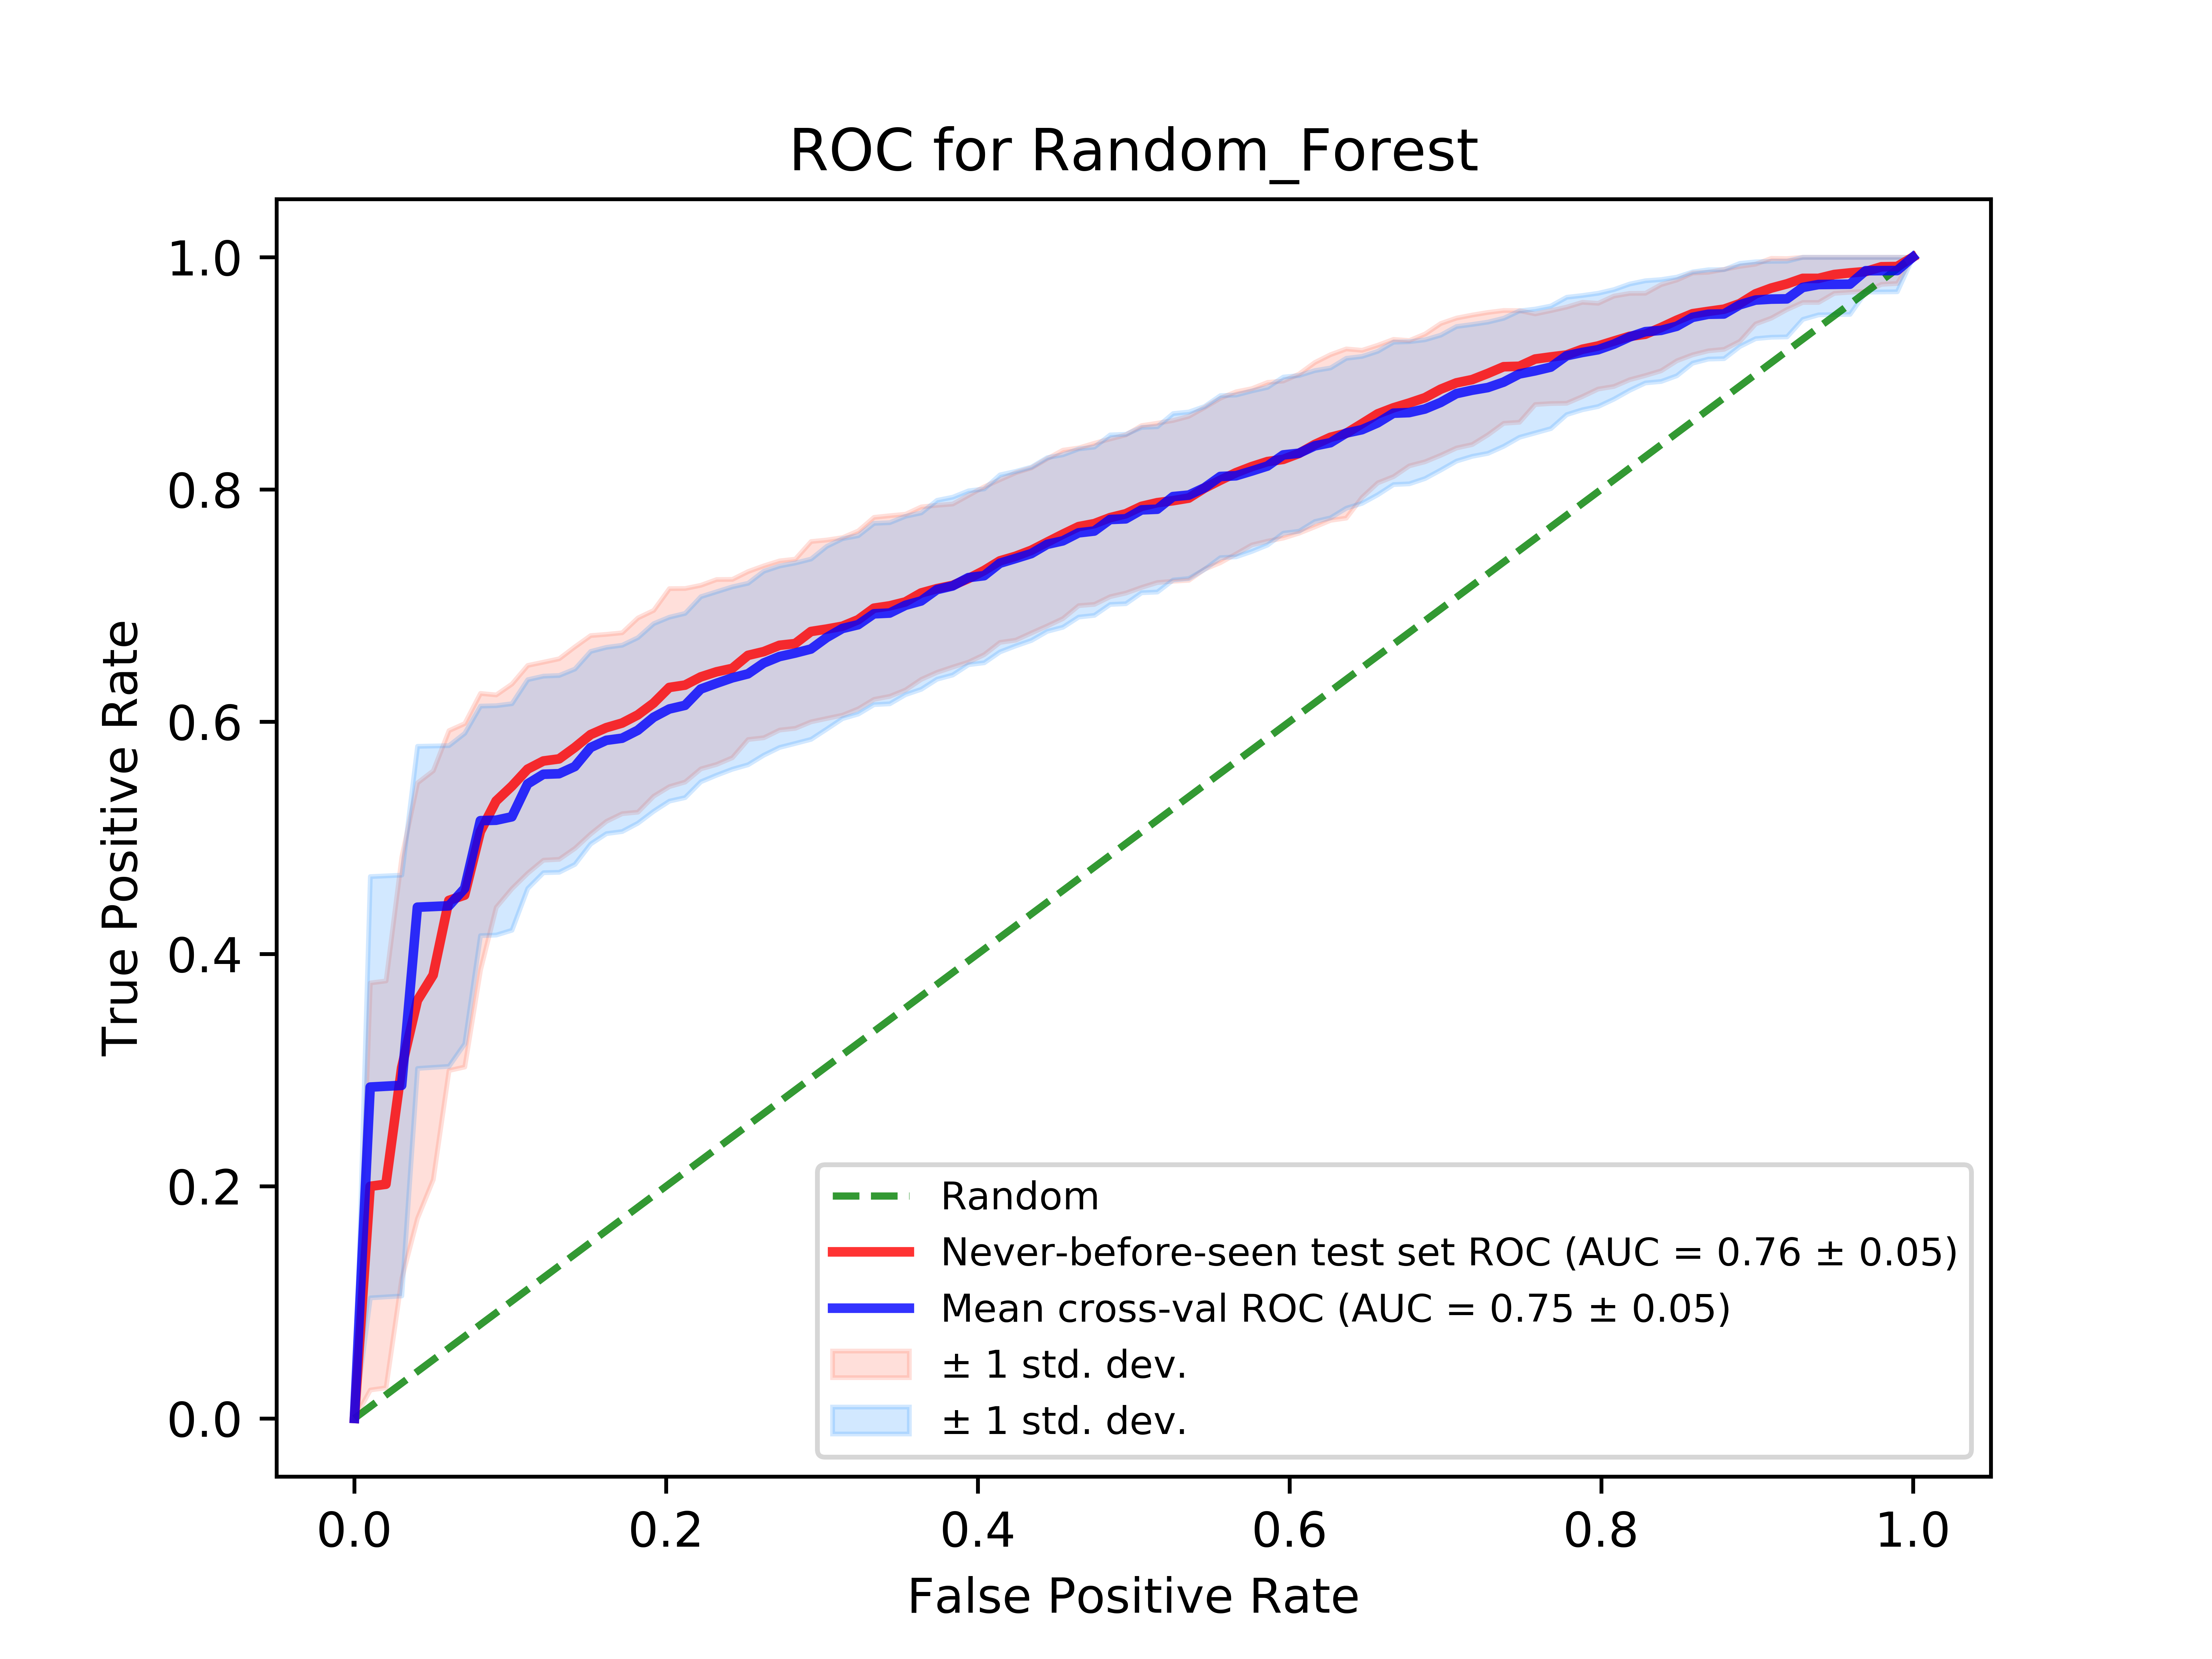 ROC for Random_Forest
1.0
0.8
0.6
0.4
0.2
0.0
True Positive Rate
Random
Never-before-seen test set ROC (AUC = 0.76 ± 0.05)
Mean cross-val ROC (AUC = 0.75 ± 0.05)
± 1 std. dev.
± 1 std. dev.
0.0 0.2 0.4 0.6 0.8 1.0
False Positive Rate